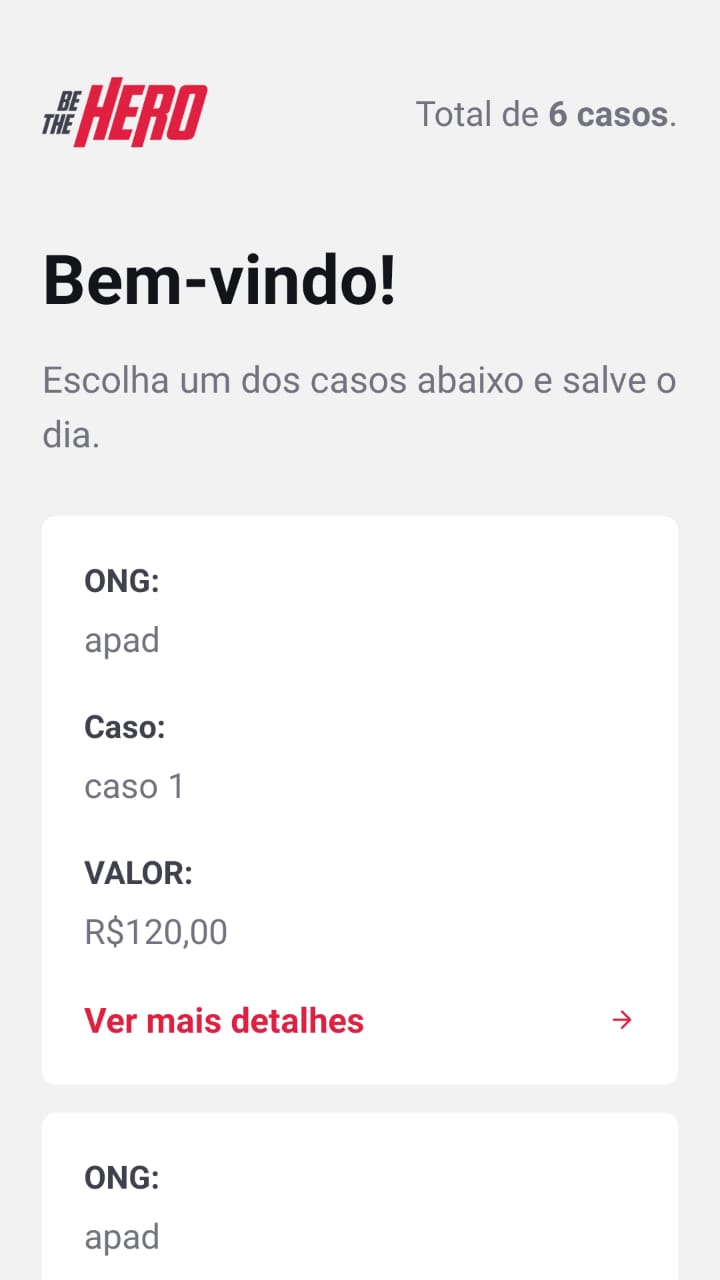 BE
THE HERO
Total de 6 casos.
Bem-vindo!
Escolha um dos casos abaixo e salve o
dia.
ONG:
apad
Caso:
caso 1
VALOR:
R$120,00
Ver mais detalhes
ONG:
apad